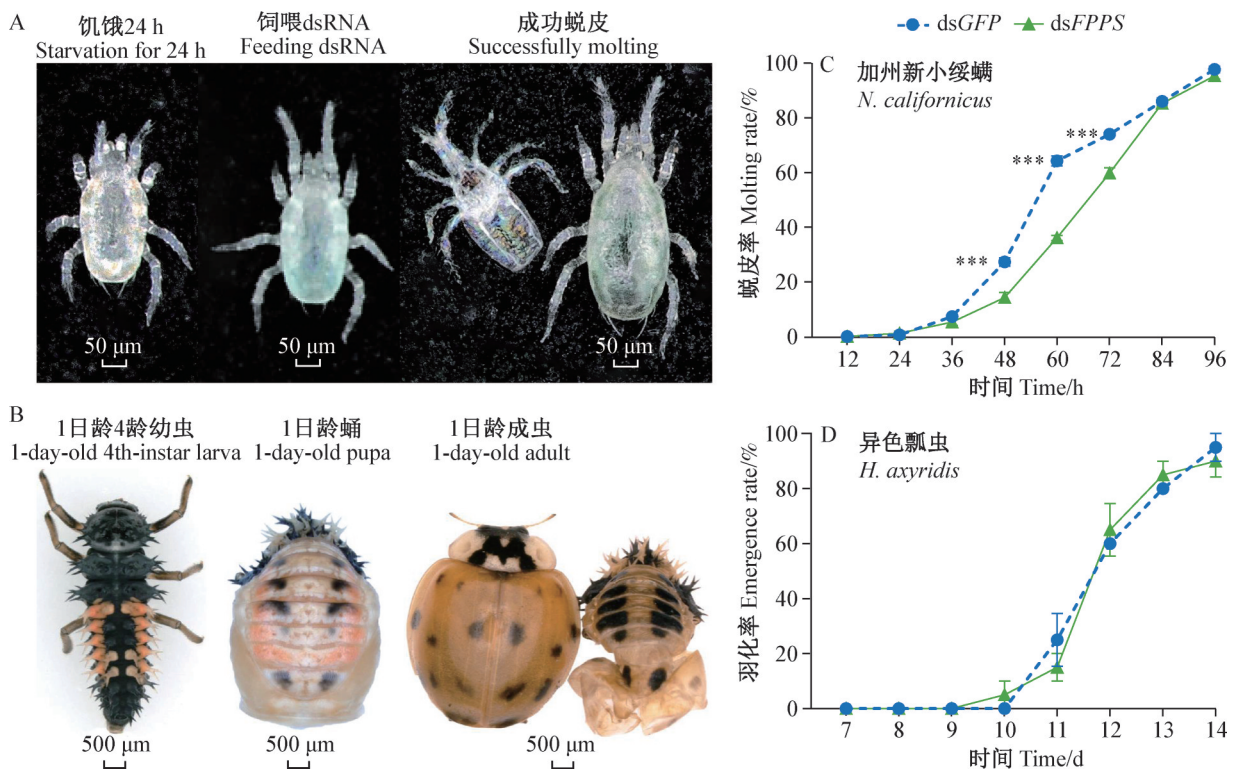 A
饥饿24 h
Starvation for 24 h
饲喂dsRNA
Feeding dsRNA
成功蜕皮
Successfully molting
50 μm
50 μm
50 μm
B
1日龄4龄幼虫
1-day-old 4th-instar larva
1日龄蛹
1-day-old pupa
1日龄成虫
1-day-old adult
500 μm
500 μm
500 μm
dsGFP
dsFPPS
C
加州新小绥螨
N. californicus
蜕皮率 Molting rate/%
100
80
60
40
20
0
***
***
***
12 24 36 48 60 72 84 96
时间 Time/h
D
异色瓢虫
H. axyridis
羽化率 Emergence rate/%
100
80
60
40
20
0
7 8 9 10 11 12 13 14
时间 Time/d